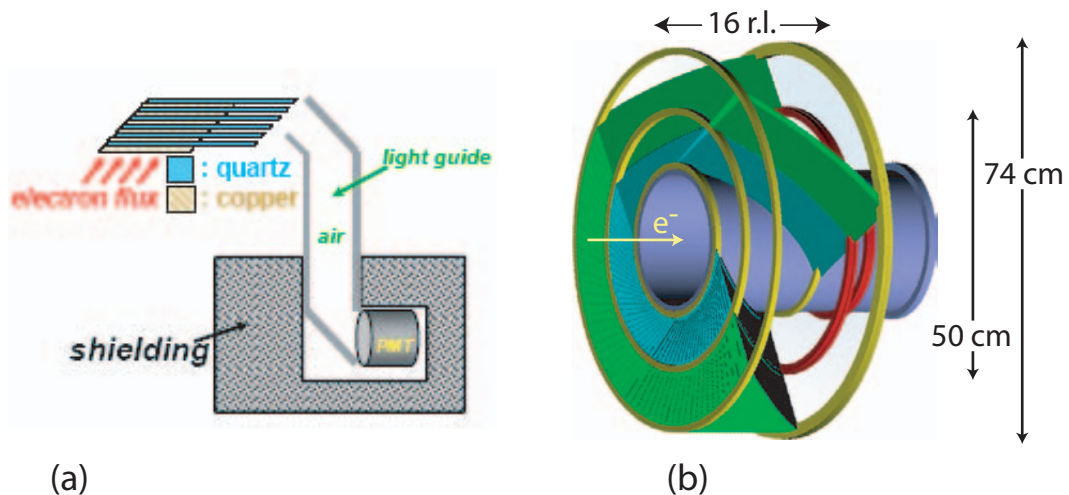 light guide
: quartz
electron flux
: copper
air
shielding
PMT
(a)
16 r.l.
e-
74 cm
50 cm
(b)